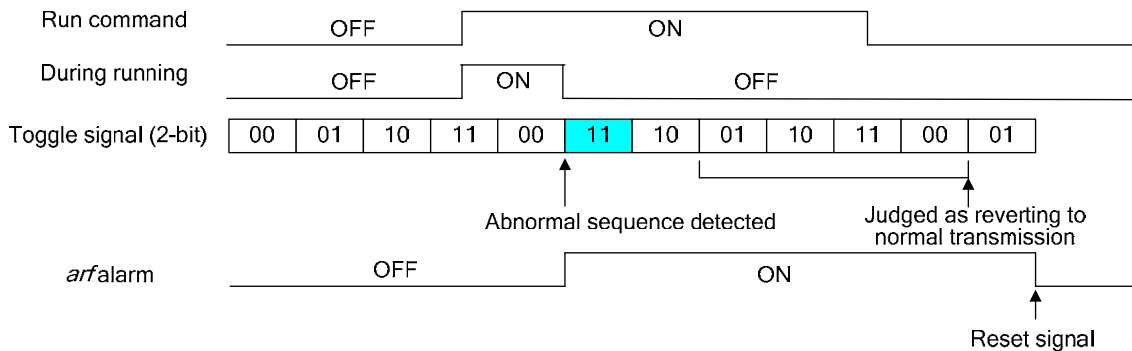 Run command OFF ON
During running OFF ON OFF
Toggle signal (2-bit) 00 01 10 11 00 11 10 01 10 11 00 01
Abnormal sequence detected
Judged as reverting to
normal transmission
arf alarm OFF ON
Reset signal